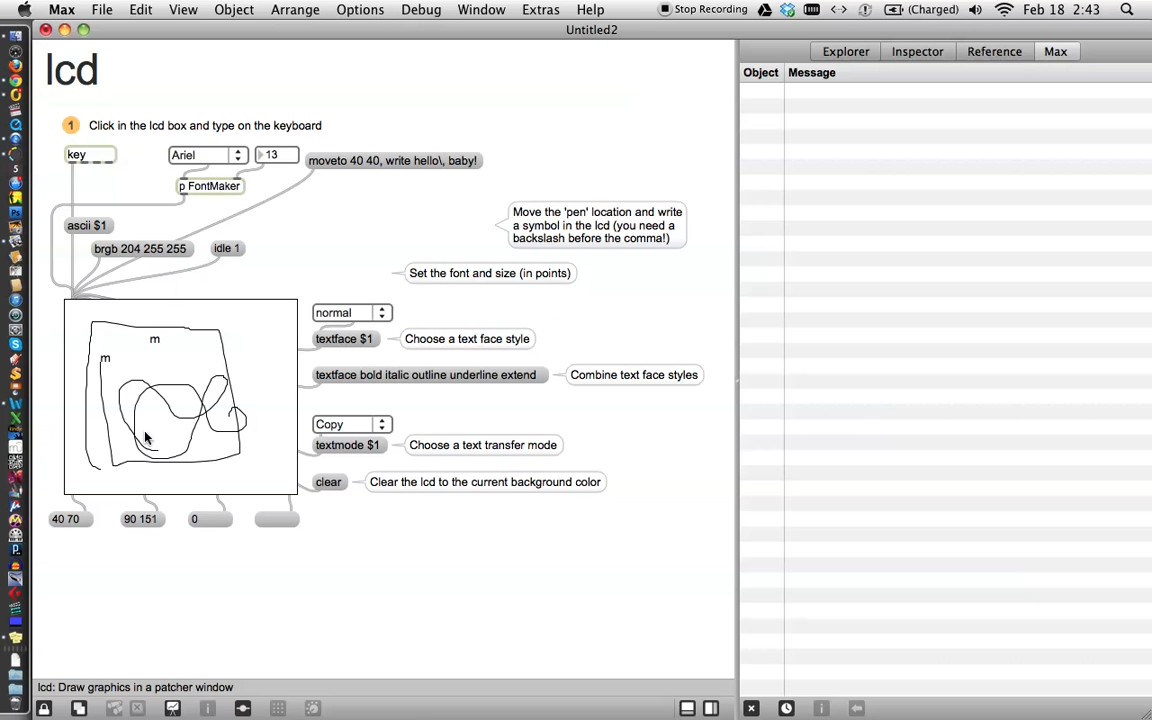 Max File Edit View Object Arrange Options Debug Window Extras Help Stop Recording (Charged) Feb 18 2:43
Untitled2
lcd
Explorer Inspector Reference Max
Object Message
1 Click in the lcd box and type on the keyboard
key
Ariel
13
moveto 40 40, write hello\, baby!
p FontMaker
Move the 'pen' location and write
a symbol in the lcd (you need a
backslash before the comma!)
ascii $1
brgb 204 255 255
idle 1
Set the font and size (in points)
normal
textface $1
Choose a text face style
m
m
textface bold italic outline underline extend
Combine text face styles
Copy
textmode $1
Choose a text transfer mode
clear
Clear the lcd to the current background color
40 70
90 151
0
lcd: Draw graphics in a patcher window